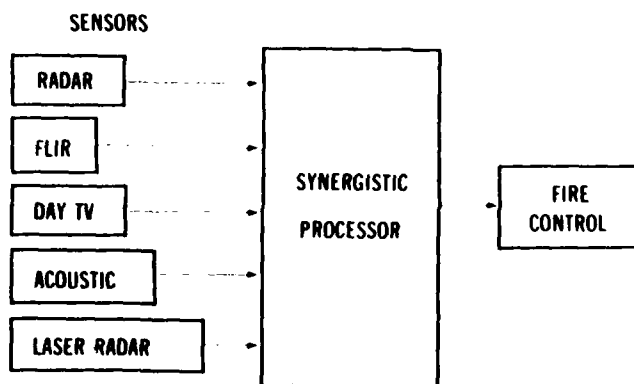 SENSORS
RADAR
FLIR
DAY TV
ACOUSTIC
LASER RADAR
SYNERGISTIC
PROCESSOR
FIRE
CONTROL